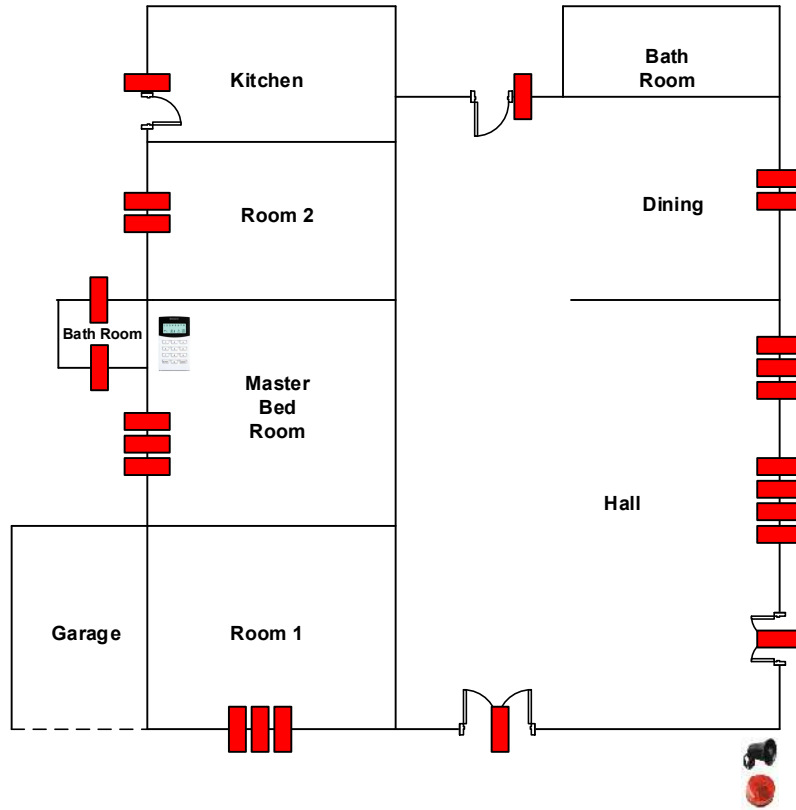 Kitchen
Bath
Room
Room 2
Dining
Bath Room
Master
Bed
Room
Hall
Garage
Room 1